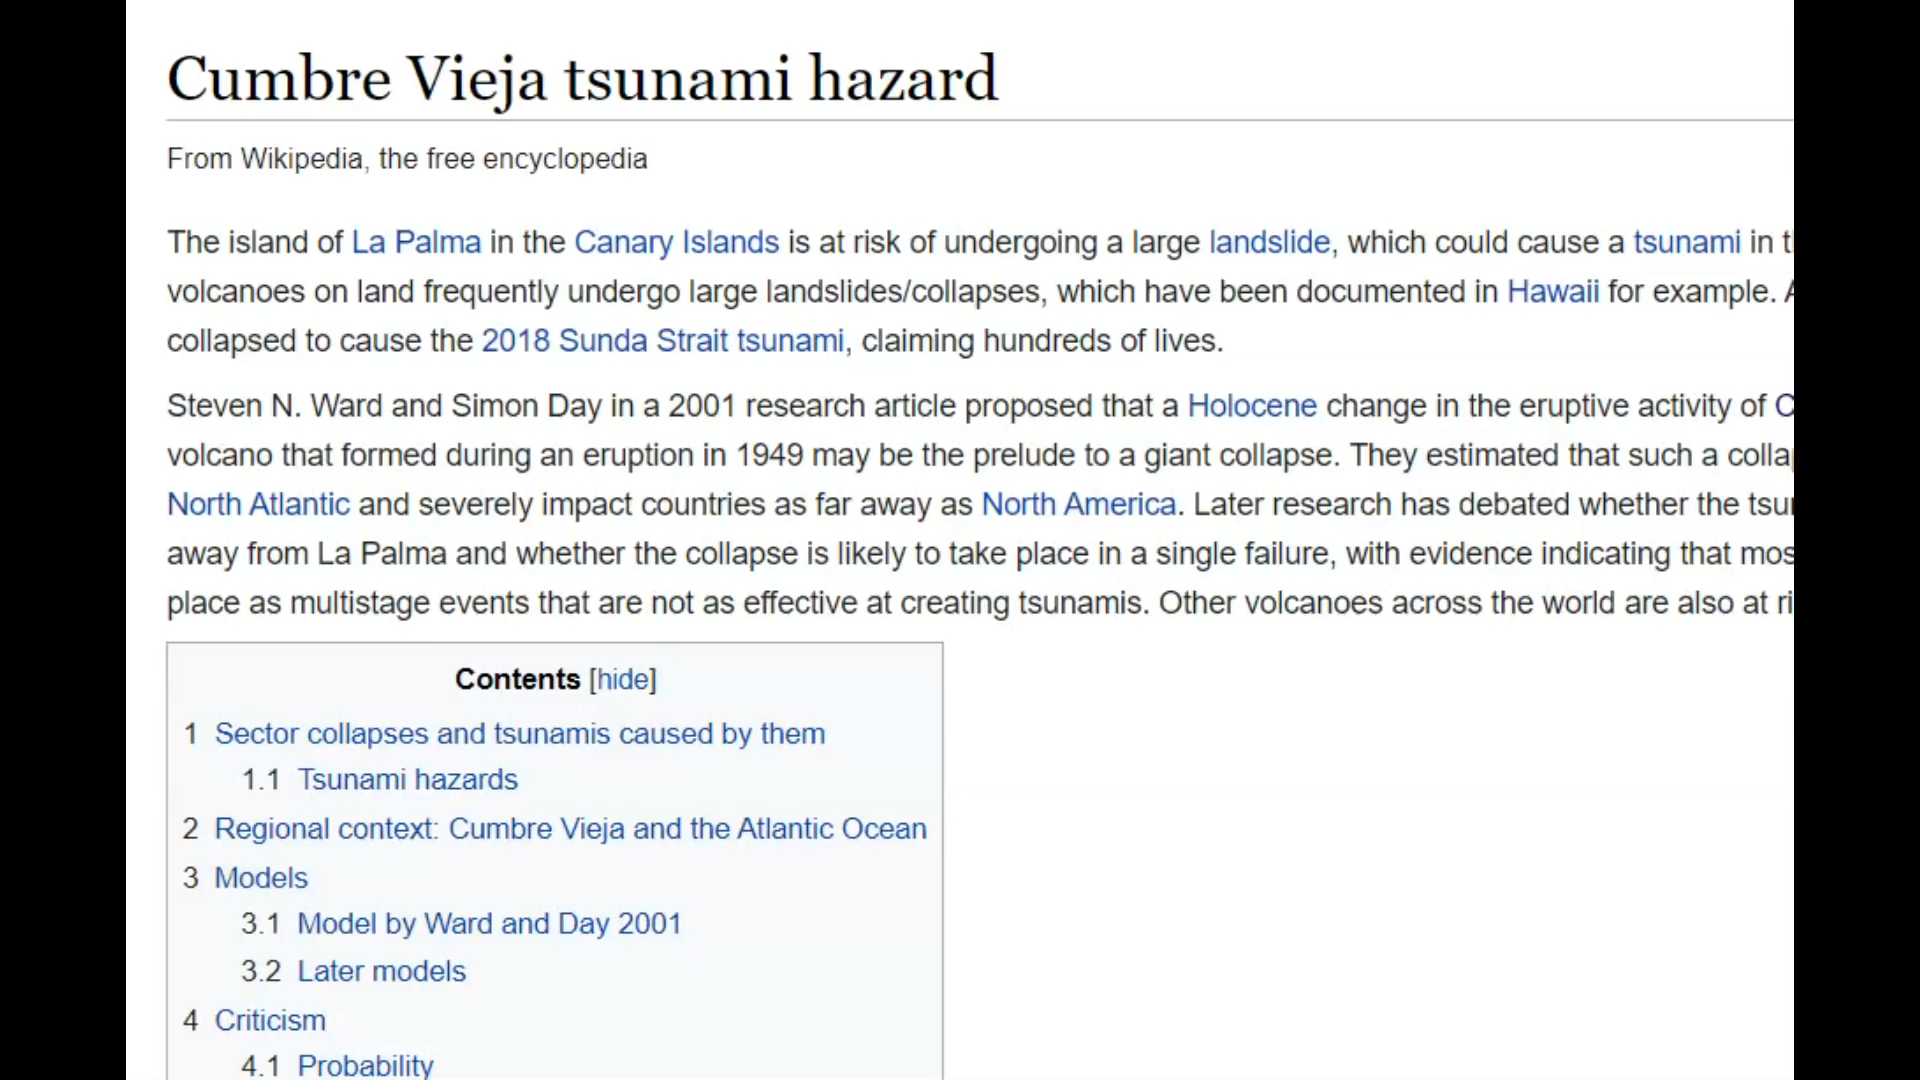 Cumbre Vieja tsunami hazard
From Wikipedia, the free encyclopedia
The island of La Palma in the Canary Islands is at risk of undergoing a large landslide, which could cause a tsunami in
volcanoes on land frequently undergo large landslides/collapses, which have been documented in Hawaii for example.
collapsed to cause the 2018 Sunda Strait tsunami, claiming hundreds of lives.
Steven N. Ward and Simon Day in a 2001 research article proposed that a Holocene change in the eruptive activity of
volcano that formed during an eruption in 1949 may be the prelude to a giant collapse. They estimated that such a
North Atlantic and severely impact countries as far away as North America. Later research has debated whether the
away from La Palma and whether the collapse is likely to take place in a single failure, with evidence indicating that
place as multistage events that are not as effective at creating tsunamis. Other volcanoes across the world are also at
Contents [hide]
1 Sector collapses and tsunamis caused by them
1.1 Tsunami hazards
2 Regional context: Cumbre Vieja and the Atlantic Ocean
3 Models
3.1 Model by Ward and Day 2001
3.2 Later models
4 Criticism
4.1 Probability